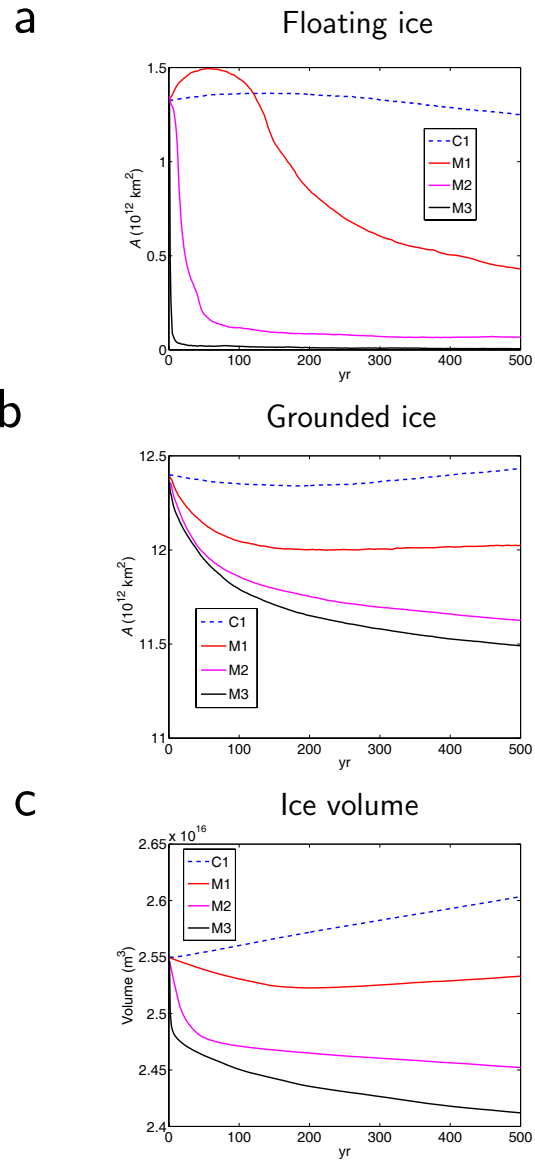 a
Floating ice
1.5
1
0.5
0
A (10^12 km^2)
C1
M1
M2
M3
0 100 200 300 400 500
yr
b
Grounded ice
12.5
12
11.5
11
A (10^12 km^2)
C1
M1
M2
M3
0 100 200 300 400 500
yr
c
Ice volume
x 10^16
2.65
2.6
2.55
2.5
2.45
2.4
Volume (m^3)
C1
M1
M2
M3
0 100 200 300 400 500
yr